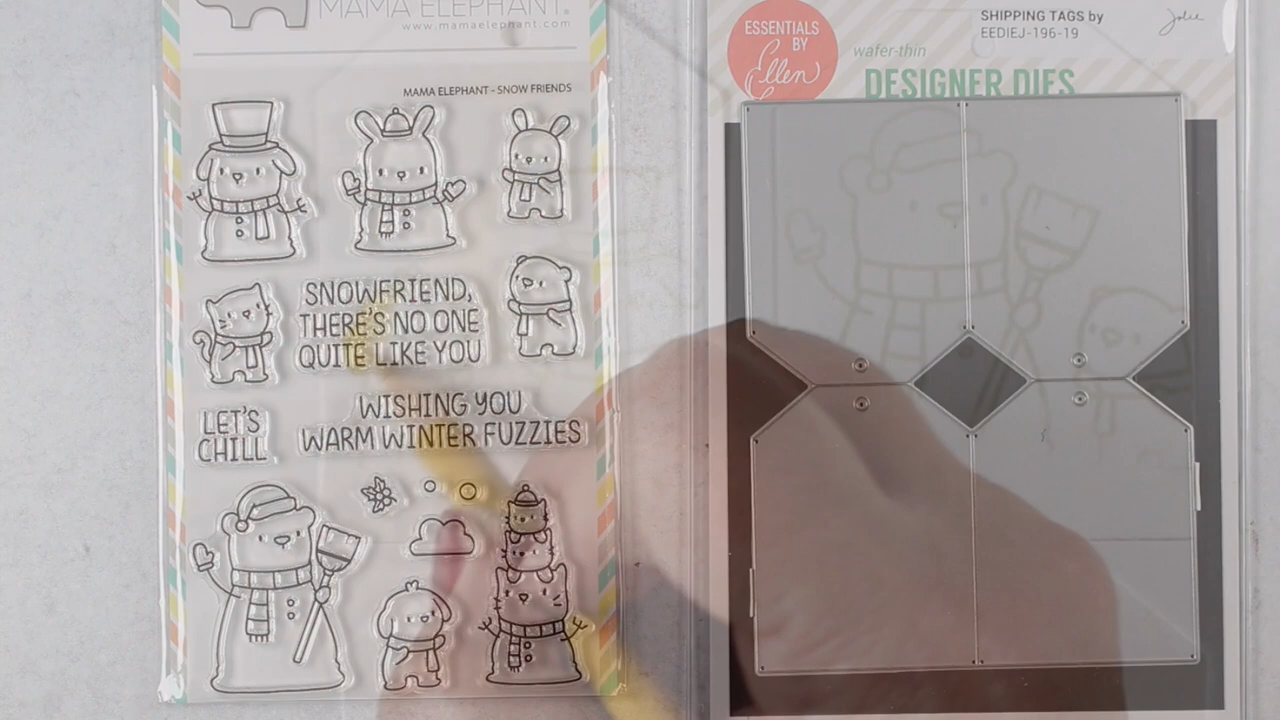 MAMA ELEPHANT®
www.mamaelephant.com
MAMA ELEPHANT - SNOW FRIENDS
SNOWFRIEND,
THERE'S NO ONE
QUITE LIKE YOU
LET'S
CHILL
WISHING YOU
WARM WINTER FUZZIES
ESSENTIALS
BY
Ellen
SHIPPING TAGS by
EEDIEJ-196-19
Julie
wafer-thin
DESIGNER DIES